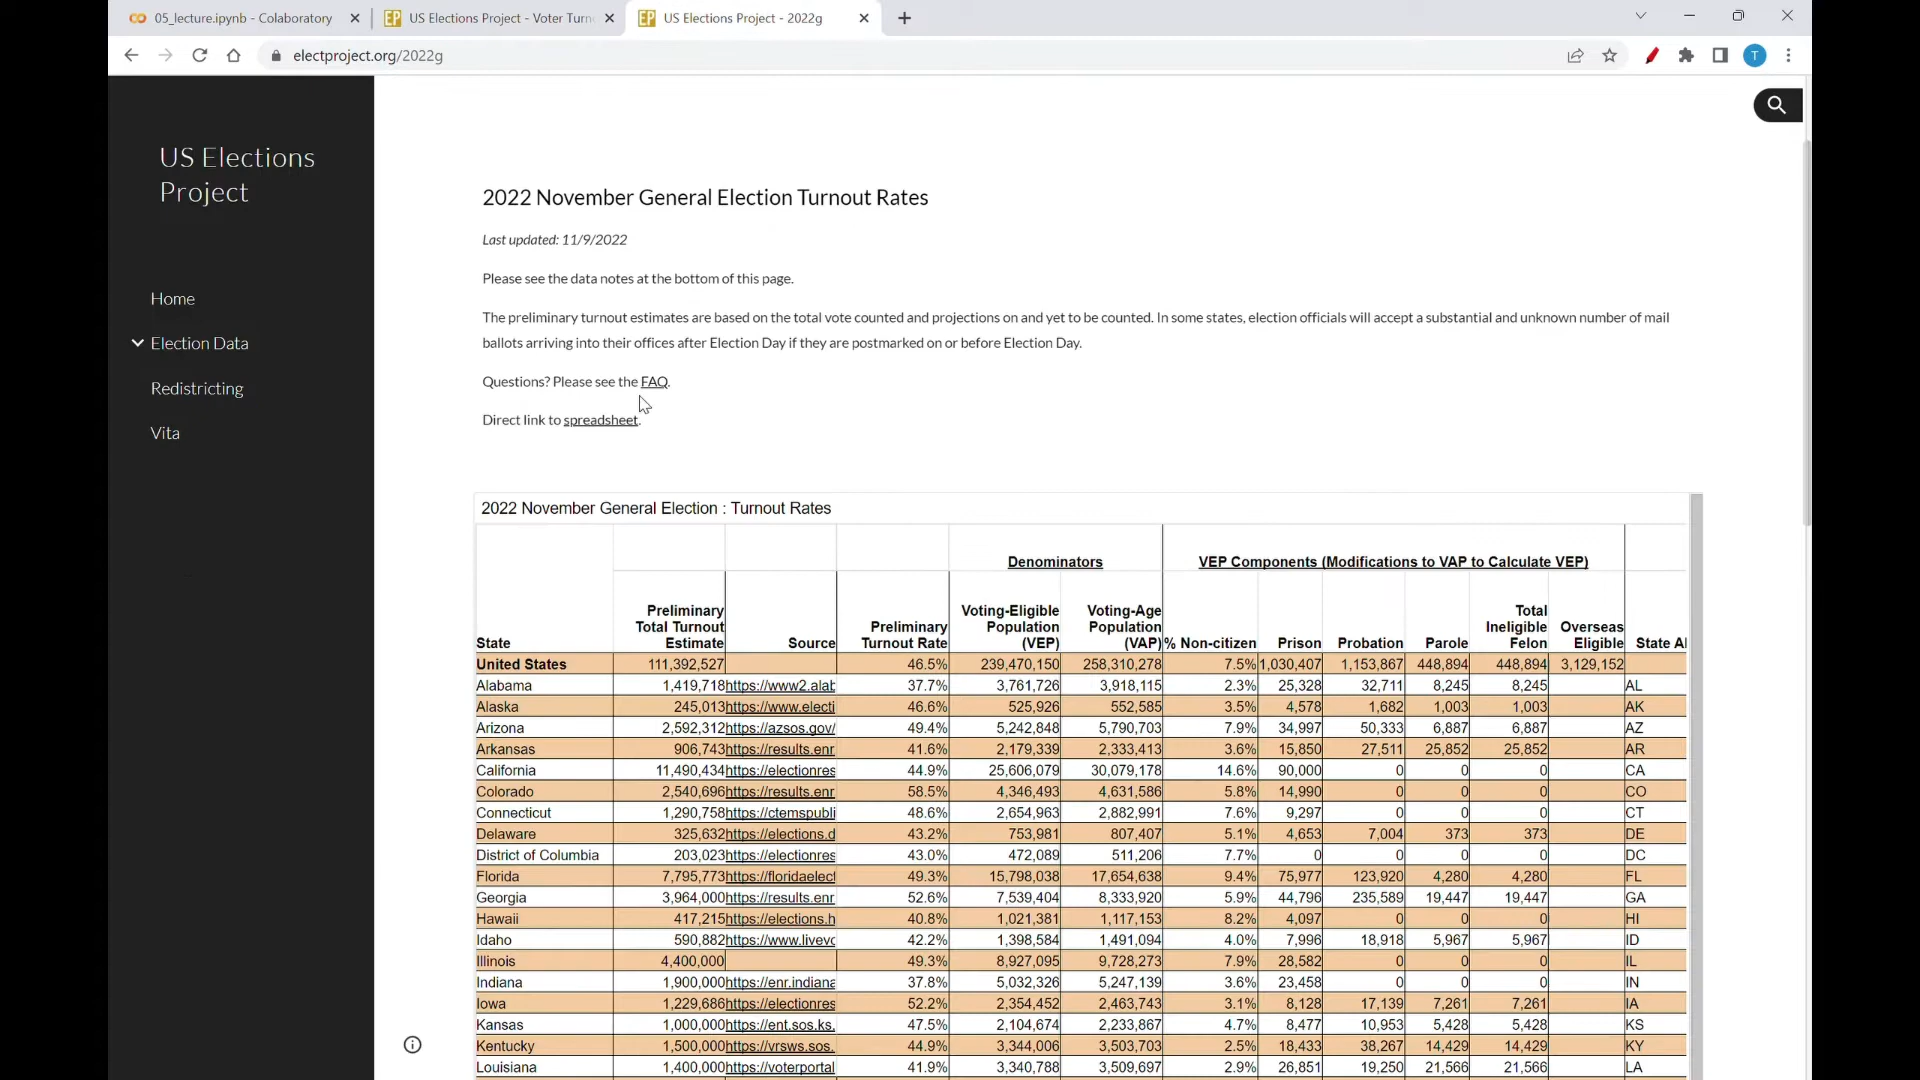 05_lecture.ipynb - Colaboratory
US Elections Project - Voter Turn
US Elections Project - 2022g
electproject.org/2022g
T
US Elections
Project
Home
Election Data
Redistricting
Vita
2022 November General Election Turnout Rates
Last updated: 11/9/2022
Please see the data notes at the bottom of this page.
The preliminary turnout estimates are based on the total vote counted and projections on and yet to be counted. In some states, election officials will accept a substantial and unknown number of mail
ballots arriving into their offices after Election Day if they are postmarked on or before Election Day.
Questions? Please see the FAQ.
Direct link to spreadsheet.
2022 November General Election : Turnout Rates
Denominators VEP Components (Modifications to VAP to Calculate VEP)
Preliminary Voting-Eligible Voting-Age Total
Total Turnout Preliminary Population Population Ineligible Overseas
State Estimate Source Turnout Rate (VEP) (VAP) % Non-citizen Prison Probation Parole Felon Eligible State Al
United States 111,392,527 46.5% 239,470,150 258,310,278 7.5% 1,030,407 1,153,867 448,894 448,894 3,129,152
Alabama 1,419,718 https://www2.alab 37.7% 3,761,726 3,918,115 2.3% 25,328 32,711 8,245 8,245 AL
Alaska 245,013 https://www.electi 46.6% 525,926 552,585 3.5% 4,578 1,682 1,003 1,003 AK
Arizona 2,592,312 https://azsos.gov/ 49.4% 5,242,848 5,790,703 7.9% 34,997 50,333 6,887 6,887 AZ
Arkansas 906,743 https://results.enr 41.6% 2,179,339 2,333,413 3.6% 15,850 27,511 25,852 25,852 AR
California 11,490,434 https://electionres 44.9% 25,606,079 30,079,178 14.6% 90,000 0 0 0 CA
Colorado 2,540,696 https://results.enr 58.5% 4,346,493 4,631,586 5.8% 14,990 0 0 0 CO
Connecticut 1,290,758 https://ctemspubli 48.6% 2,654,963 2,882,991 7.6% 9,297 0 0 0 CT
Delaware 325,632 https://elections.d 43.2% 753,981 807,407 5.1% 4,653 7,004 373 373 DE
District of Columbia 203,023 https://electionres 43.0% 472,089 511,206 7.7% 0 0 0 0 DC
Florida 7,795,773 https://floridaelect 49.3% 15,798,038 17,654,638 9.4% 75,977 123,920 4,280 4,280 FL
Georgia 3,964,000 https://results.enr 52.6% 7,539,404 8,333,920 5.9% 44,796 235,589 19,447 19,447 GA
Hawaii 417,215 https://elections.h 40.8% 1,021,381 1,117,153 8.2% 4,097 0 0 0 HI
Idaho 590,882 https://www.livevo 42.2% 1,398,584 1,491,094 4.0% 7,996 18,918 5,967 5,967 ID
Illinois 4,400,000 49.3% 8,927,095 9,728,273 7.9% 28,582 0 0 0 IL
Indiana 1,900,000 https://enr.indiana 37.8% 5,032,326 5,247,139 3.6% 23,458 0 0 0 IN
Iowa 1,229,686 https://electionres 52.2% 2,354,452 2,463,743 3.1% 8,128 17,139 7,261 7,261 IA
Kansas 1,000,000 https://ent.sos.ks. 47.5% 2,104,674 2,233,867 4.7% 8,477 10,953 5,428 5,428 KS
Kentucky 1,500,000 https://vrsws.sos. 44.9% 3,344,006 3,503,703 2.5% 18,433 38,267 14,429 14,429 KY
Louisiana 1,400,000 https://voterportal 41.9% 3,340,788 3,509,697 2.9% 26,851 19,250 21,566 21,566 LA